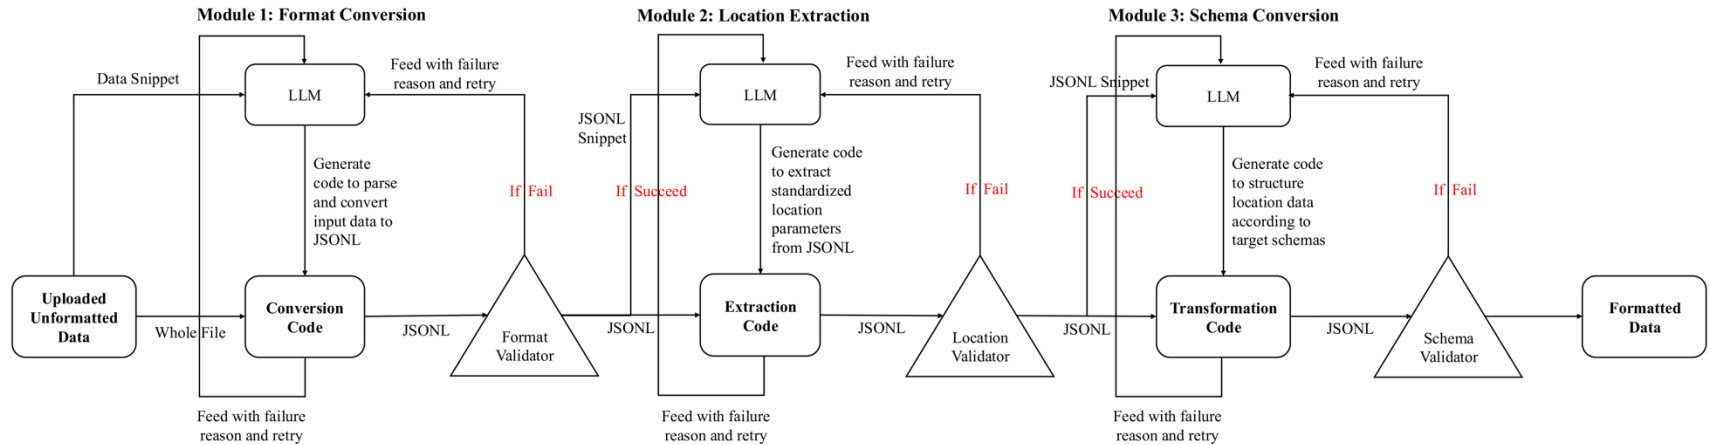 Module 1: Format Conversion
Data Snippet
LLM
Feed with failure
reason and retry
Generate
code to parse
and convert
input data to
JSONL
If Fail
Uploaded
Unformatted
Data
Whole File
Conversion
Code
JSONL
Format
Validator
Feed with failure
reason and retry
Module 2: Location Extraction
JSONL
Snippet
If Succeed
LLM
Feed with failure
reason and retry
Generate code
to extract
standardized
location
parameters
from JSONL
If Fail
JSONL
Extraction
Code
JSONL
Location
Validator
Feed with failure
reason and retry
Module 3: Schema Conversion
JSONL Snippet
If Succeed
LLM
Feed with failure
reason and retry
Generate code
to structure
location data
according to
target schemas
If Fail
JSONL
Transformation
Code
JSONL
Schema
Validator
Feed with failure
reason and retry
Formatted
Data